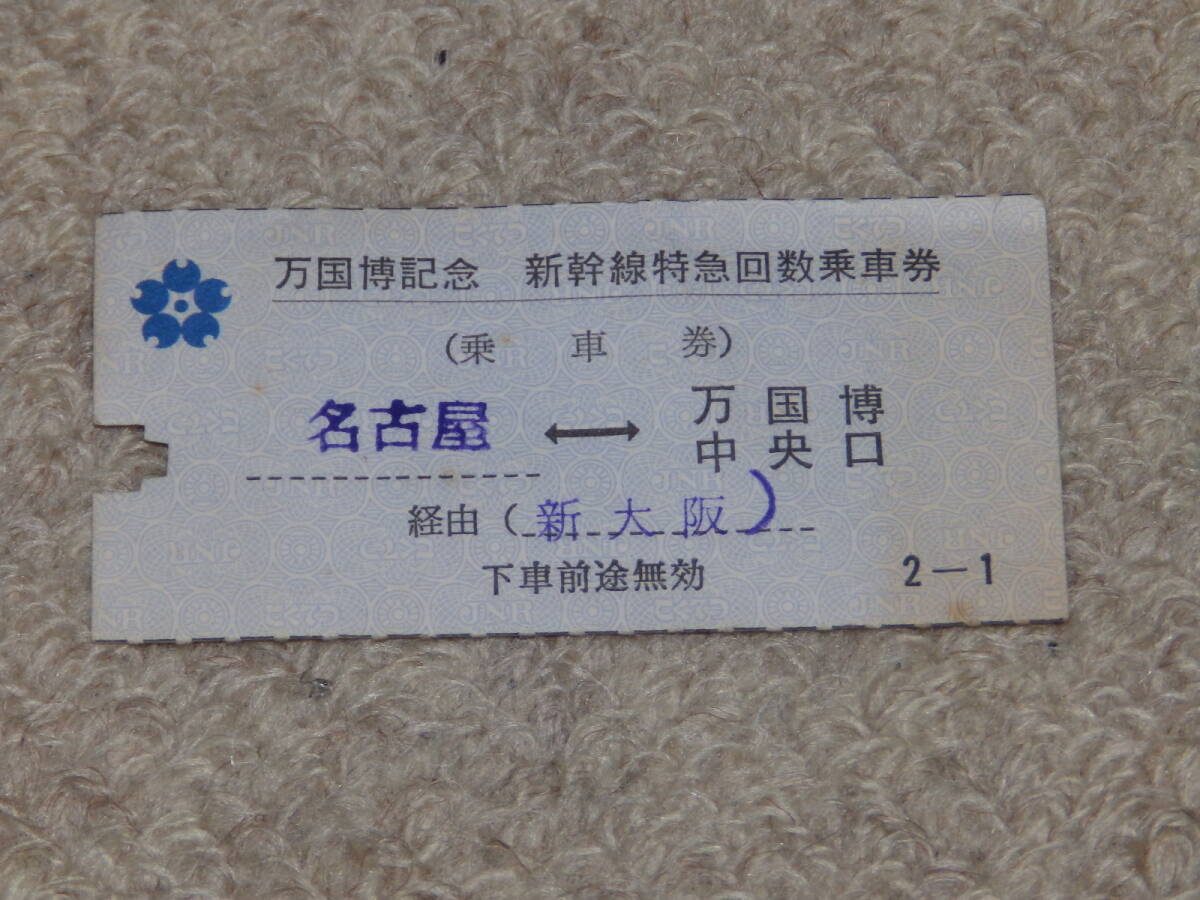 万国博記念 新幹線特急回数乗車券
(乗車券)
名古屋 ⟷ 万国博
中央口
経由(新大阪)
下車前途無効
2-1